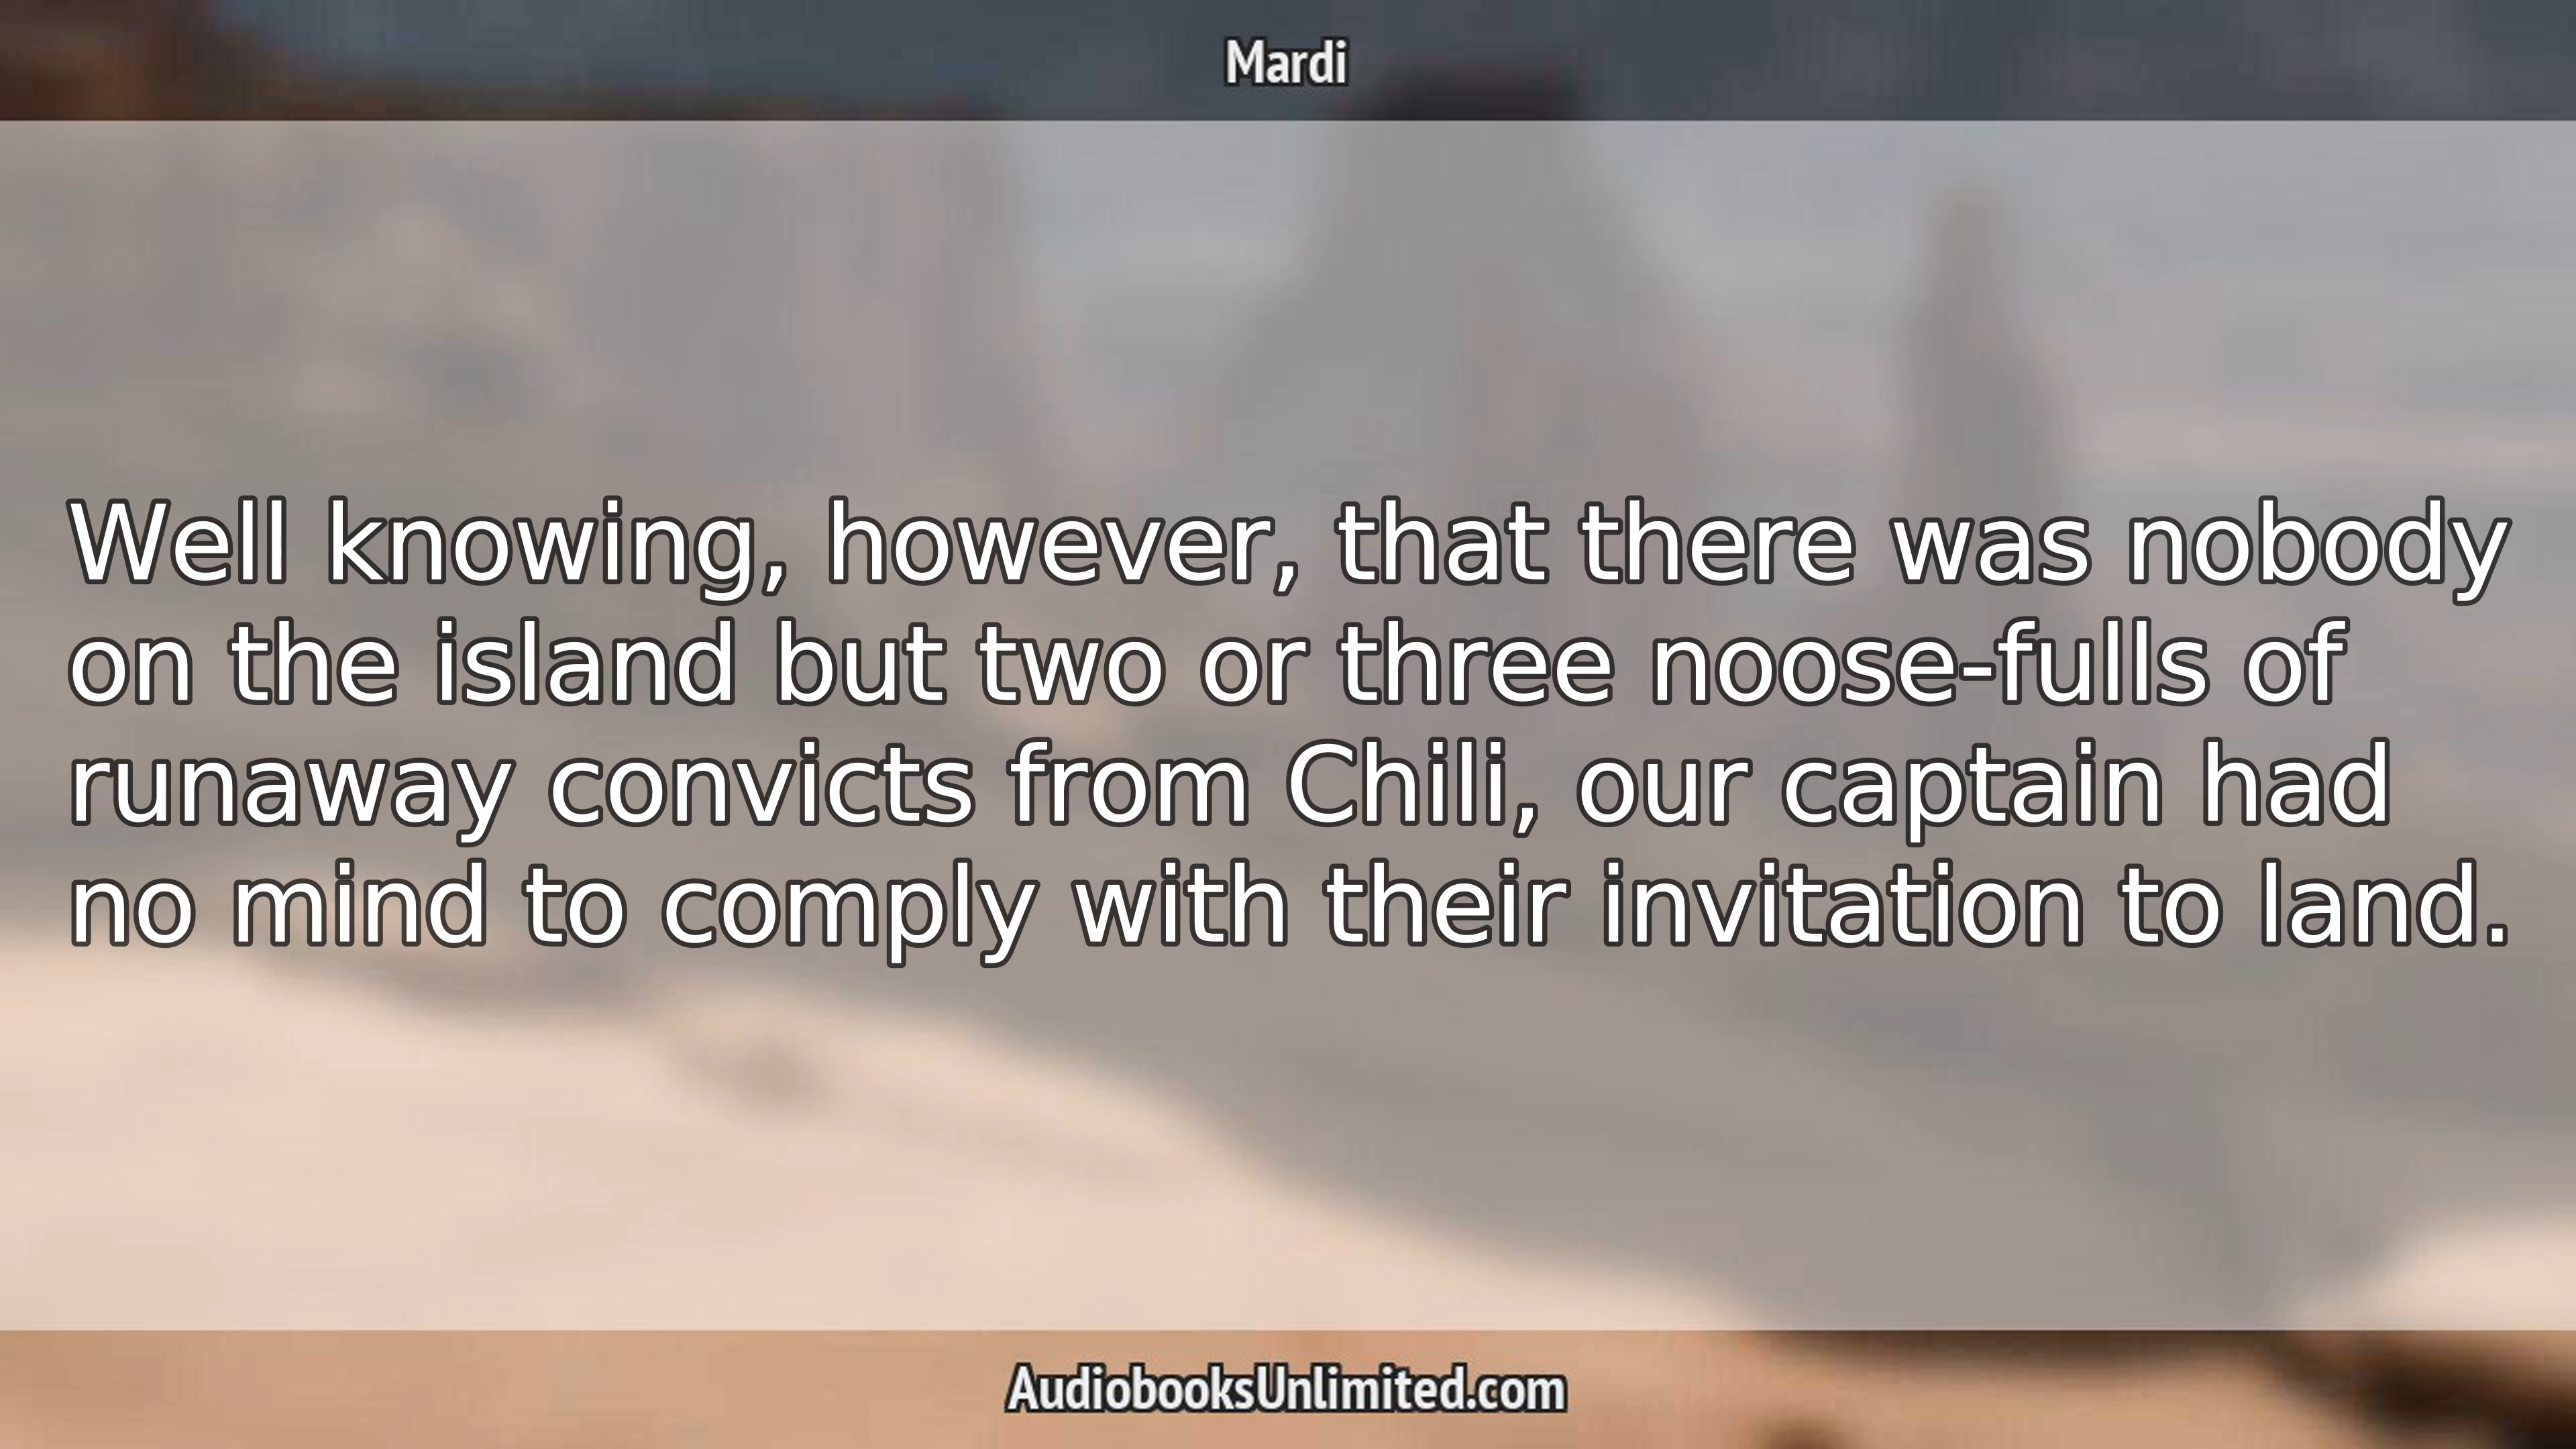 Mardi
Well knowing, however, that there was nobody
on the island but two or three noose-fulls of
runaway convicts from Chili, our captain had
no mind to comply with their invitation to land.
AudiobooksUnlimited.com